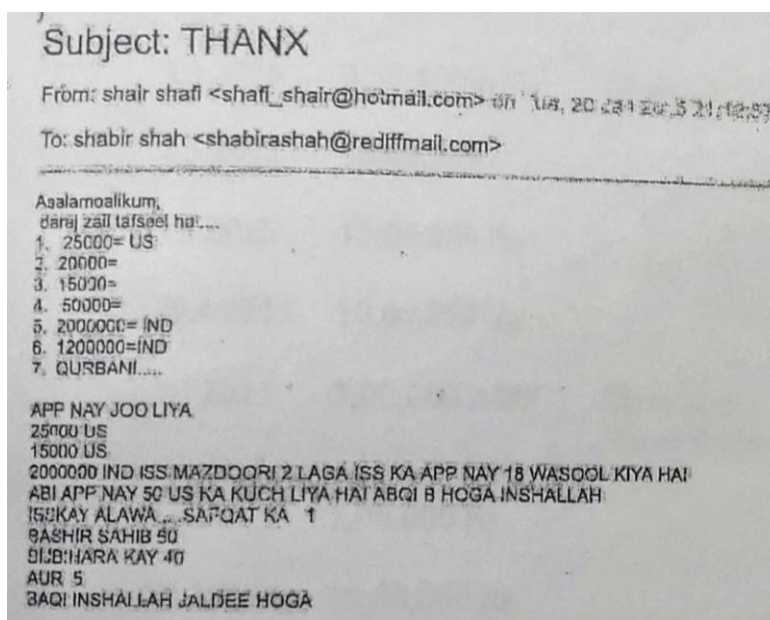 Subject: THANX
From: shair shafi <shafi_shair@hotmail.com> on Tue, 20
To: shabir shah <shabirashah@rediffmail.com>
Asalamoalikum,
daraj zail tafseel hai....
1. 25000= US
2. 20000=
3. 15000=
4. 50000=
5. 2000000= IND
6. 1200000=IND
7. QURBANI.....
APP NAY JOO LIYA
25000 US
15000 US
2000000 IND ISS MAZDOORI 2 LAGA ISS KA APP NAY 18 WASOOL KIYA HAI
ABI APP NAY 50 US KA KUCH LIYA HAI ABQI 8 HOGA INSHALLAH
ISSKAY ALAWA.... SAFQAT KA 1
BASHIR SAHIB 50
KAY 40
AUR 5
BAQI INSHALLAH JALDEE HOGA